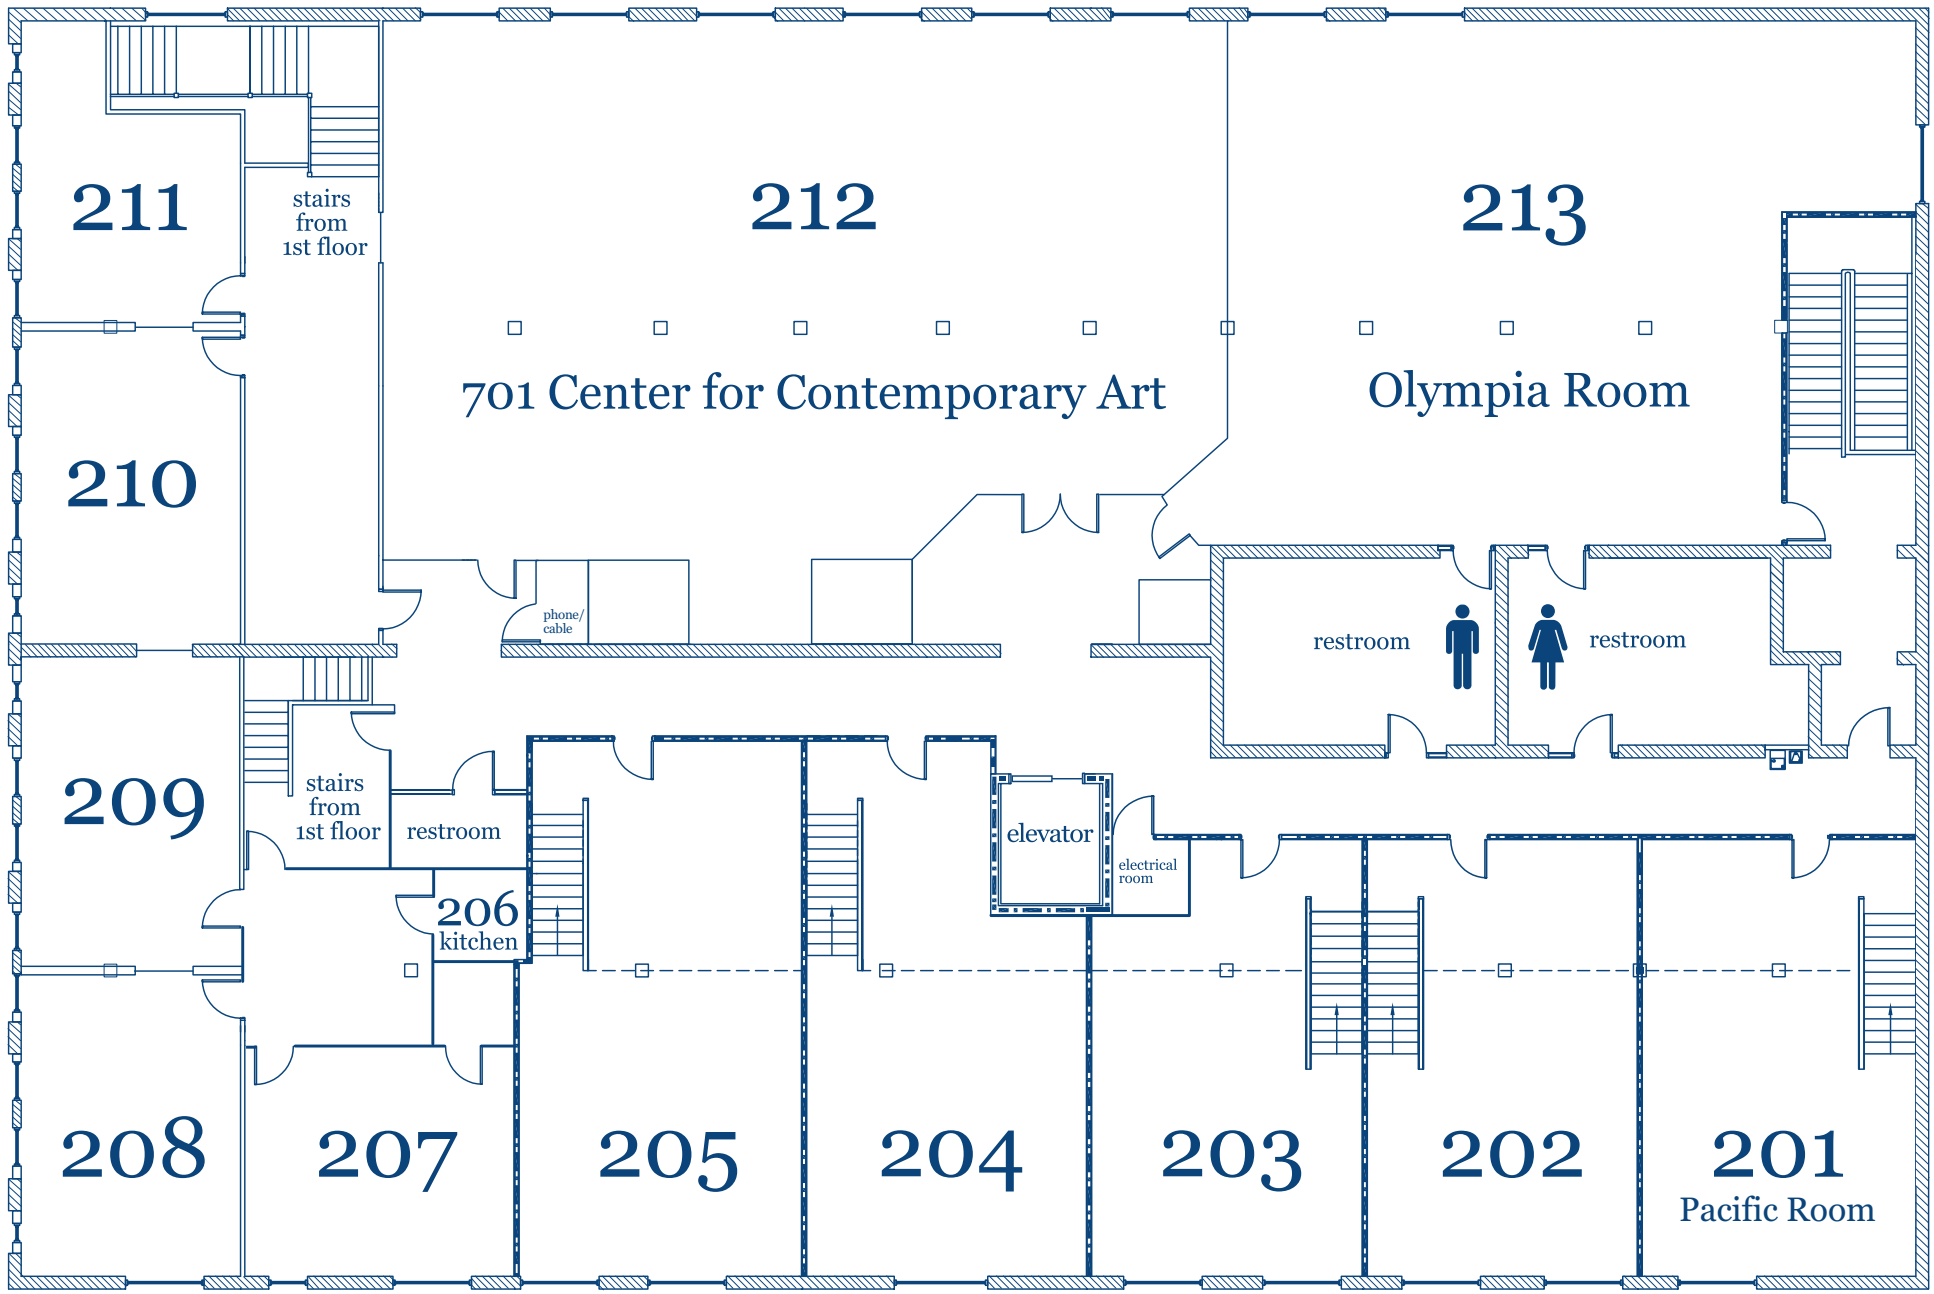 211
stairs
from
1st floor
212
213
701 Center for Contemporary Art
Olympia Room
210
phone/
cable
restroom
restroom
209
stairs
from
1st floor
restroom
elevator
electrical
room
206
kitchen
208
207
205
204
203
202
201
Pacific Room